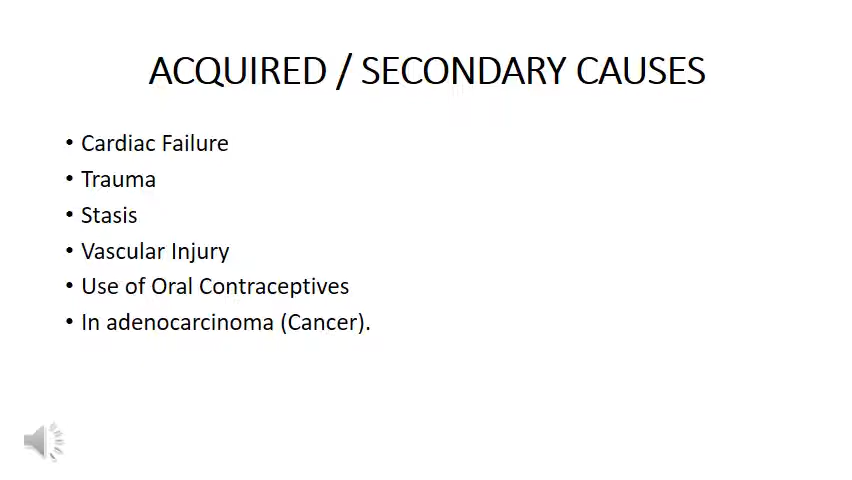 ACQUIRED / SECONDARY CAUSES
• Cardiac Failure
• Trauma
• Stasis
• Vascular Injury
• Use of Oral Contraceptives
• In adenocarcinoma (Cancer).